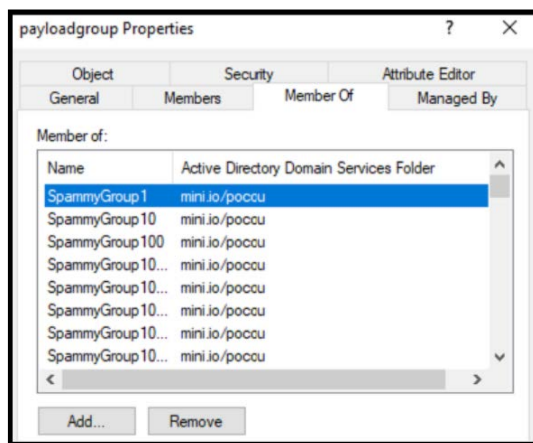 payloadgroup Properties ? X
Object Security Attribute Editor
General Members Member Of Managed By
Member of:
Name Active Directory Domain Services Folder
SpammyGroup1 mini.io/poccu
SpammyGroup10 mini.io/poccu
SpammyGroup100 mini.io/poccu
SpammyGroup10... mini.io/poccu
SpammyGroup10... mini.io/poccu
SpammyGroup10... mini.io/poccu
SpammyGroup10... mini.io/poccu
SpammyGroup10... mini.io/poccu
Add... Remove